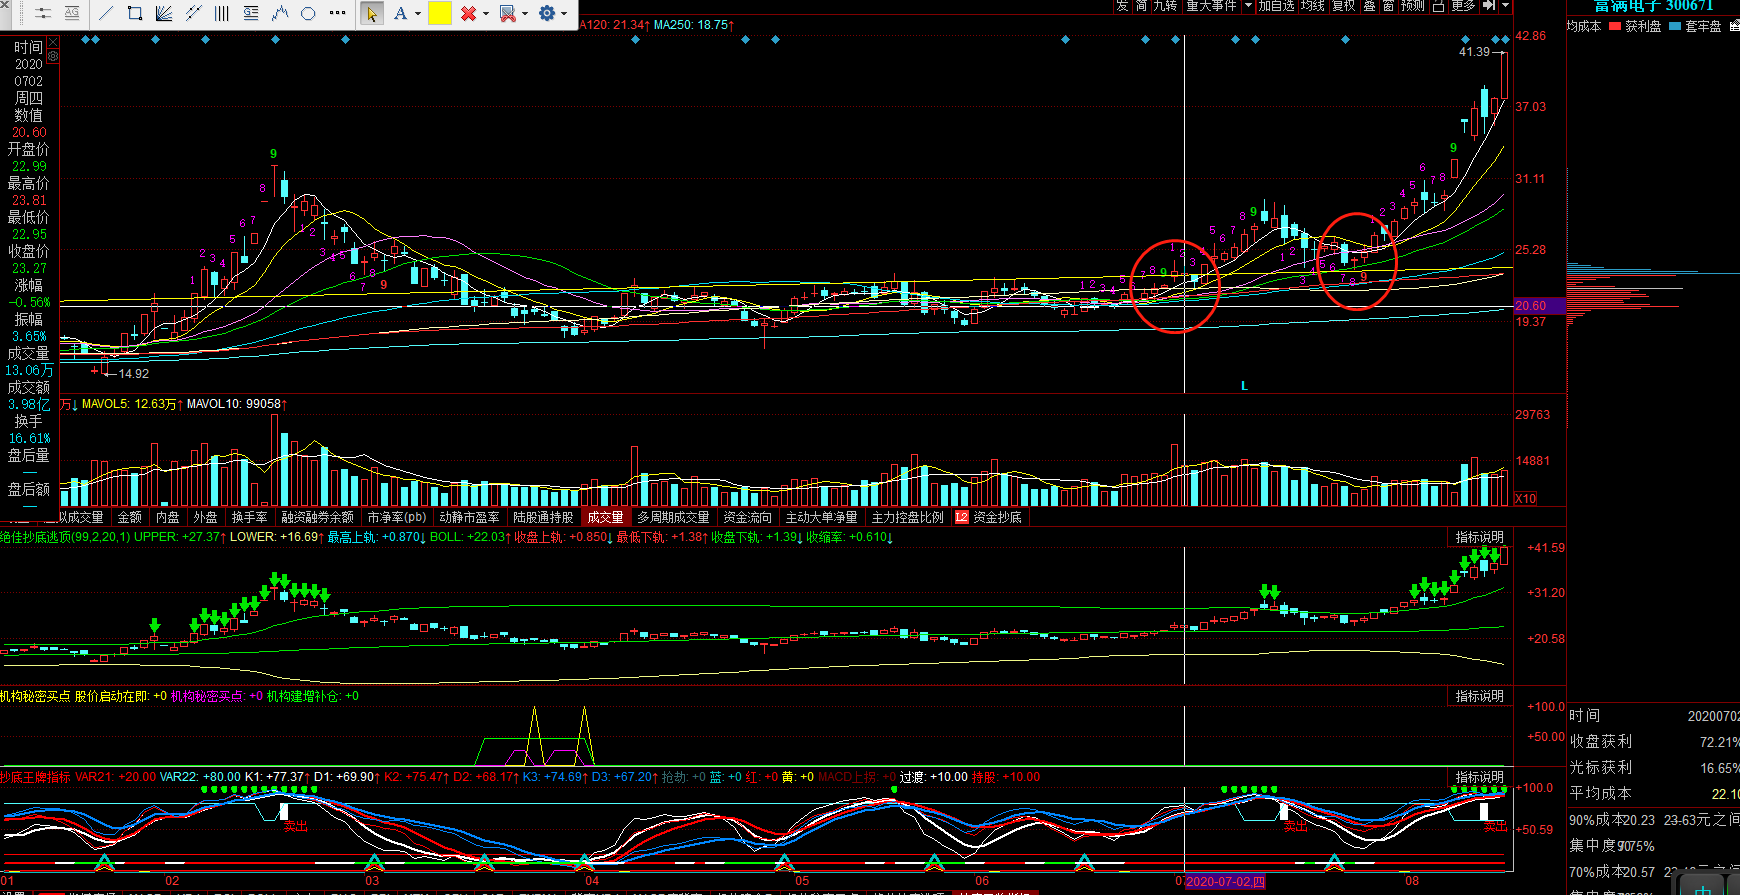 A120: 21.34↑ MA250: 18.75↑
发 简 九转 重大事件 加自选 均线 复权 叠 窗 预测 更多
富满电子 300671
均成本 获利盘 套牢盘
时间
2020
0702
周四
数值
20.60
开盘价
22.99
最高价
23.81
最低价
22.95
收盘价
23.27
涨幅
-0.56%
振幅
3.65%
成交量
13.06万
成交额
3.98亿
换手
16.61%
盘后量
盘后额
42.86
41.39
37.03
31.11
25.28
20.60
19.37
14.92
L
万↓ MAVOL5: 12.63万↑ MAVOL10: 99058↑
29763
14881
X10
拟成交量 金额 内盘 外盘 换手率 融资融券余额 市净率(pb) 动静市盈率 陆股通持股 成交量 多周期成交量 资金流向 主动大单净量 主力控盘比例 L2 资金抄底
绝佳抄底逃顶(99,2,20,1) UPPER: +27.37↑ LOWER: +16.69↑ 最高上轨: +0.870↓ BOLL: +22.03↑ 收盘上轨: +0.850↓ 最低下轨: +1.38↑ 收盘下轨: +1.39↓ 收缩率: +0.610↓
指标说明
+41.59
+31.20
+20.58
机构秘密买点 股价启动在即: +0 机构秘密买点: +0 机构建增补仓: +0
指标说明
+100.0
+50.00
抄底王牌指标 VAR21: +20.00 VAR22: +80.00 K1: +77.37↑ D1: +69.90↑ K2: +75.47↑ D2: +68.17↑ K3: +74.69↑ D3: +67.20↑ 抢劫: +0 蓝: +0 红: +0 黄: +0 MACD上拐: +0 过渡: +10.00 持股: +10.00
指标说明
+100.0
+50.59
卖出
卖出
卖出
01 02 03 04 05 06 2020-07-02,四 08
时间 20200702
收盘获利 72.21%
光标获利 16.65%
平均成本 22.10
90%成本20.23 23.63元之间
70%成本20.57